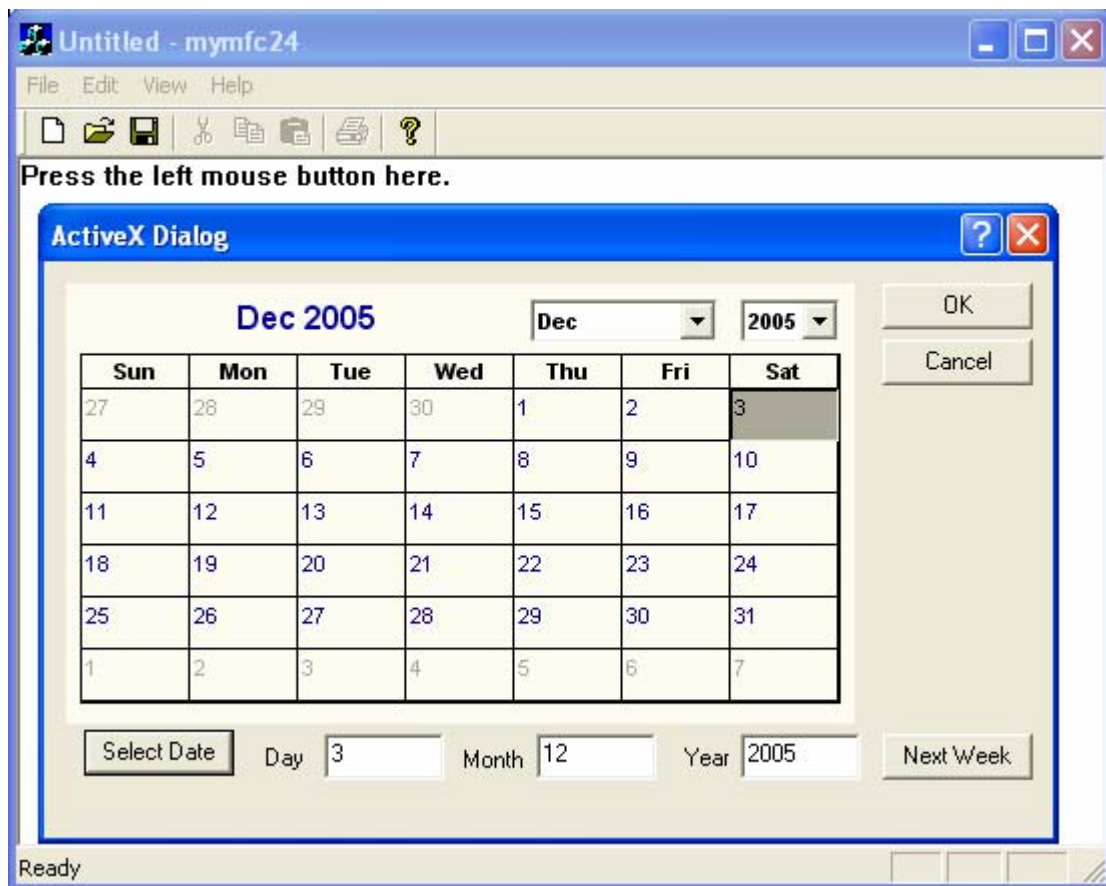 Untitled - mymfc24
File Edit View Help
Press the left mouse button here.
ActiveX Dialog
Dec 2005 Dec 2005 OK
Cancel
Sun Mon Tue Wed Thu Fri Sat
27 28 29 30 1 2 3
4 5 6 7 8 9 10
11 12 13 14 15 16 17
18 19 20 21 22 23 24
25 26 27 28 29 30 31
1 2 3 4 5 6 7
Select Date Day 3 Month 12 Year 2005 Next Week
Ready